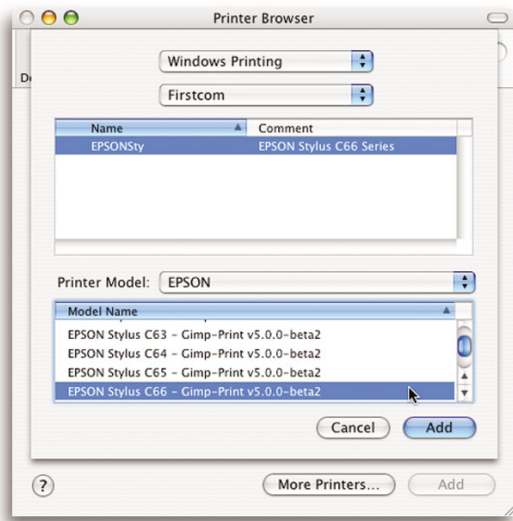 Printer Browser
Windows Printing
Firstcom
Name Comment
EPSONSty EPSON Stylus C66 Series
Printer Model: EPSON
Model Name
EPSON Stylus C63 – Gimp-Print v5.0.0-beta2
EPSON Stylus C64 – Gimp-Print v5.0.0-beta2
EPSON Stylus C65 – Gimp-Print v5.0.0-beta2
EPSON Stylus C66 – Gimp-Print v5.0.0-beta2
Cancel Add
? More Printers... Add